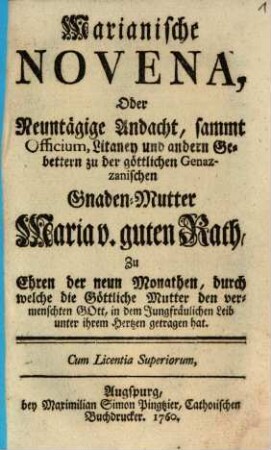 1
Marianische
NOVENA,
Oder
Neuntägige Andacht, sammt
Officium, Litaney und andern Ge-
bettern zu der göttlichen Genaz-
zanischen
Gnaden-Mutter
Maria v. guten Rath,
Zu
Ehren der neun Monathen, durch
welche die Göttliche Mutter den ver-
menschten GOtt, in dem Jungfräulichen Leib
unter ihrem Hertzen getragen hat.
Cum Licentia Superiorum.
Augspurg,
bey Maximilian Simon Pingizer, Catholischen
Buchdrucker. 1760.